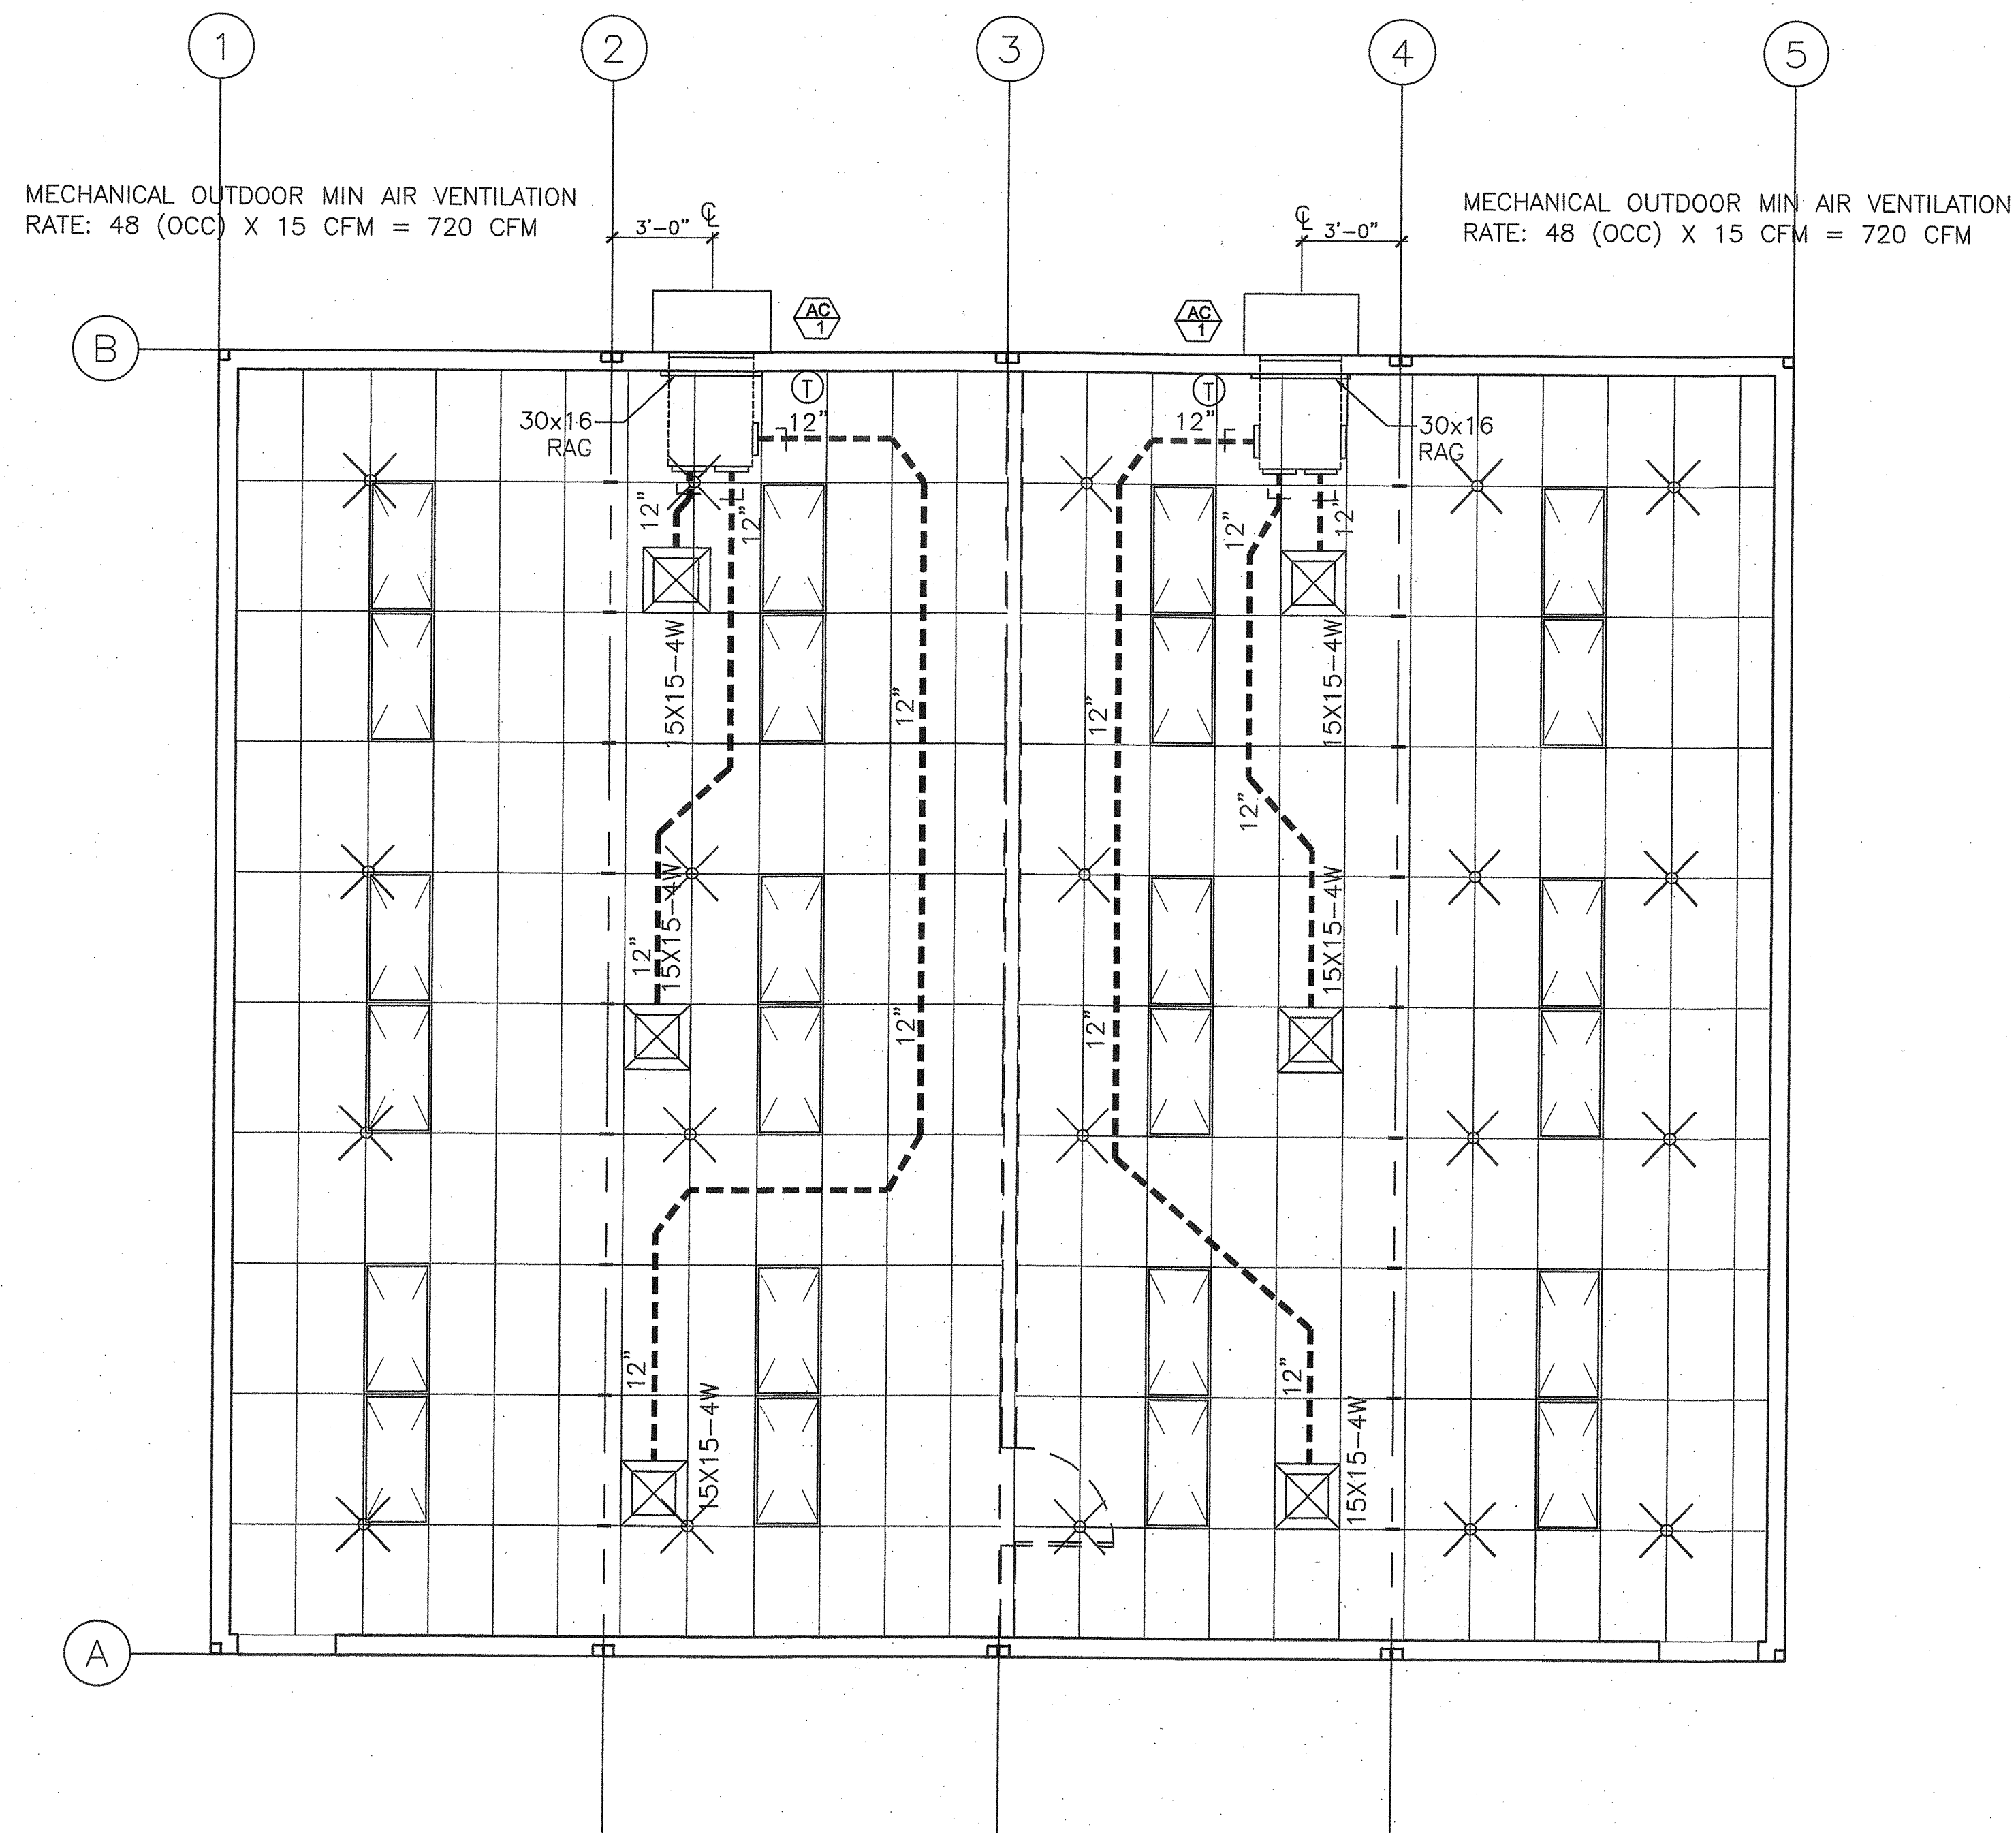 1
2
3
4
5
MECHANICAL OUTDOOR MIN AIR VENTILATION
RATE: 48 (OCC) X 15 CFM = 720 CFM
MECHANICAL OUTDOOR MIN AIR VENTILATION
RATE: 48 (OCC) X 15 CFM = 720 CFM
3'-0"
℄
℄
3'-0"
AC
1
AC
1
B
T
T
30x16
RAG
12"
12"
30x16
RAG
12"
12"
12"
12"
15X15-4W
15X15-4W
12"
12"
12"
15X15-4W
12"
15X15-4W
12"
12"
12"
15X15-4W
12"
15X15-4W
A